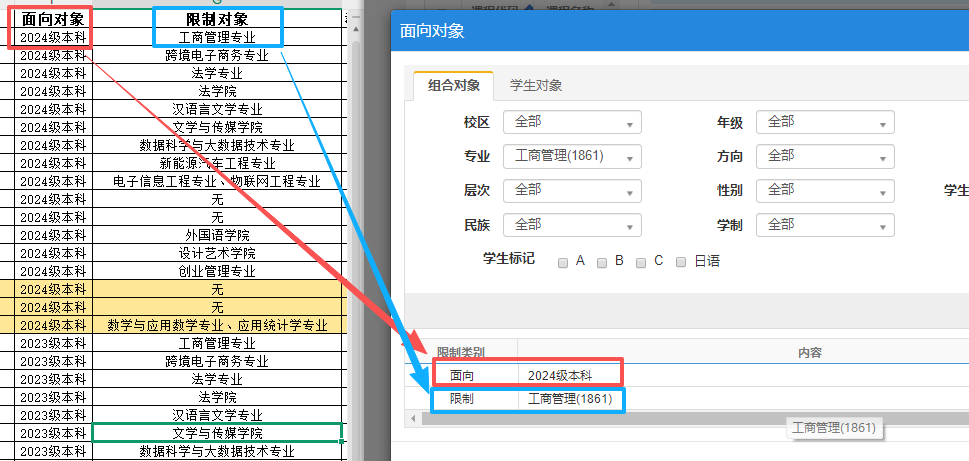 面向对象 限制对象
2024级本科 工商管理专业
2024级本科 跨境电子商务专业
2024级本科 法学专业
2024级本科 法学院
2024级本科 汉语言文学专业
2024级本科 文学与传媒学院
2024级本科 数据科学与大数据技术专业
2024级本科 新能源汽车工程专业
2024级本科 电子信息工程专业、物联网工程专业
2024级本科 无
2024级本科 无
2024级本科 外国语学院
2024级本科 设计艺术学院
2024级本科 创业管理专业
2024级本科 无
2024级本科 无
2024级本科 数学与应用数学专业、应用统计学专业
2023级本科 工商管理专业
2023级本科 跨境电子商务专业
2023级本科 法学专业
2023级本科 法学院
2023级本科 汉语言文学专业
2023级本科 文学与传媒学院
2023级本科 数据科学与大数据技术专业
课程代码 课程名称
面向对象
组合对象 学生对象
校区 全部 年级 全部
专业 工商管理(1861) 方向 全部
层次 全部 性别 全部 学生
民族 全部 学制 全部
学生标记 A B C 日语
限制类别 内容
面向 2024级本科
限制 工商管理(1861)
工商管理(1861)